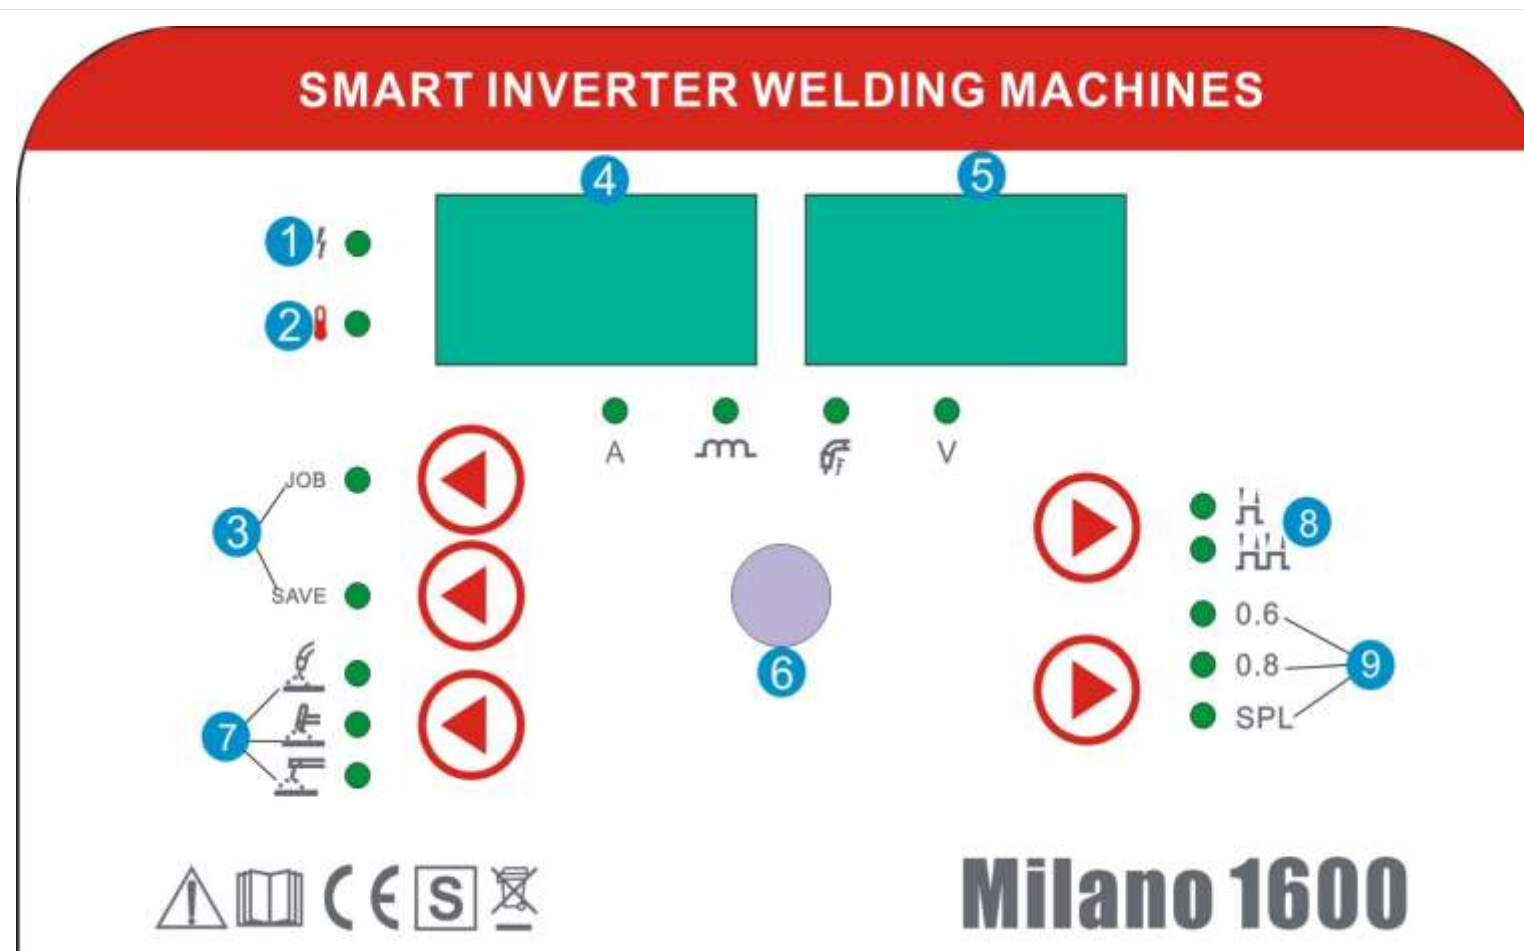 SMART INVERTER WELDING MACHINES
4
5
1
2
A
V
JOB
3
SAVE
8
0.6
0.8
9
SPL
6
7
CE
S
Milano 1600